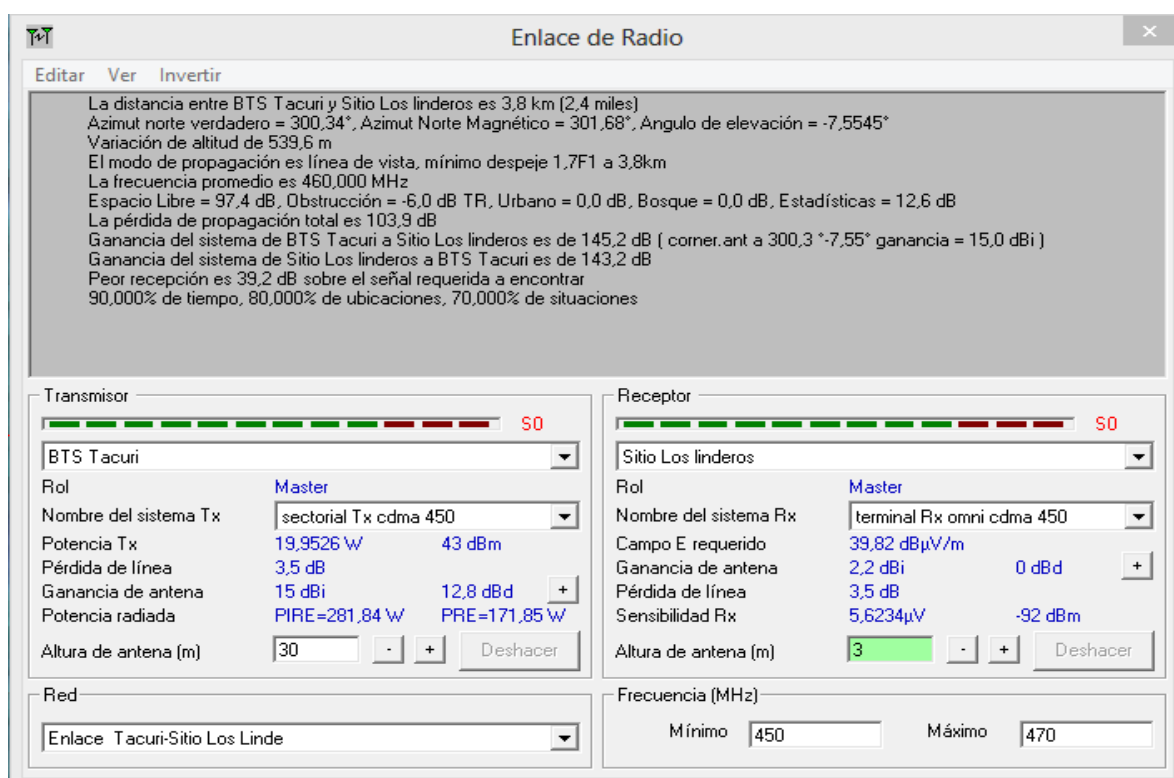 Enlace de Radio
Editar Ver Invertir
La distancia entre BTS Tacuri y Sitio Los linderos es 3,8 km (2,4 miles)
Azimut norte verdadero = 300,34°, Azimut Norte Magnético = 301,68°, Angulo de elevación = -7,5545°
Variación de altitud de 539,6 m
El modo de propagación es línea de vista, mínimo despeje 1,7F1 a 3,8km
La frecuencia promedio es 460,000 MHz
Espacio Libre = 97,4 dB, Obstrucción = -6,0 dB TR, Urbano = 0,0 dB, Bosque = 0,0 dB, Estadísticas = 12,6 dB
La pérdida de propagación total es 103,9 dB
Ganancia del sistema de BTS Tacuri a Sitio Los linderos es de 145,2 dB ( corner.ant a 300,3 °-7,55° ganancia = 15,0 dBi )
Ganancia del sistema de Sitio Los linderos a BTS Tacuri es de 143,2 dB
Peor recepción es 39,2 dB sobre el señal requerida a encontrar
90,000% de tiempo, 80,000% de ubicaciones, 70,000% de situaciones
Transmisor
S0
BTS Tacuri
Rol Master
Nombre del sistema Tx sectorial Tx cdma 450
Potencia Tx 19,9526 W 43 dBm
Pérdida de línea 3,5 dB
Ganancia de antena 15 dBi 12,8 dBd +
Potencia radiada PIRE=281,84 W PRE=171,85 W
Altura de antena (m) 30 - + Deshacer
Receptor
S0
Sitio Los linderos
Rol Master
Nombre del sistema Rx terminal Rx omni cdma 450
Campo E requerido 39,82 dBµV/m
Ganancia de antena 2,2 dBi 0 dBd +
Pérdida de línea 3,5 dB
Sensibilidad Rx 5,6234µV -92 dBm
Altura de antena (m) 3 - + Deshacer
Red
Enlace Tacuri-Sitio Los Linde
Frecuencia (MHz)
Mínimo 450 Máximo 470